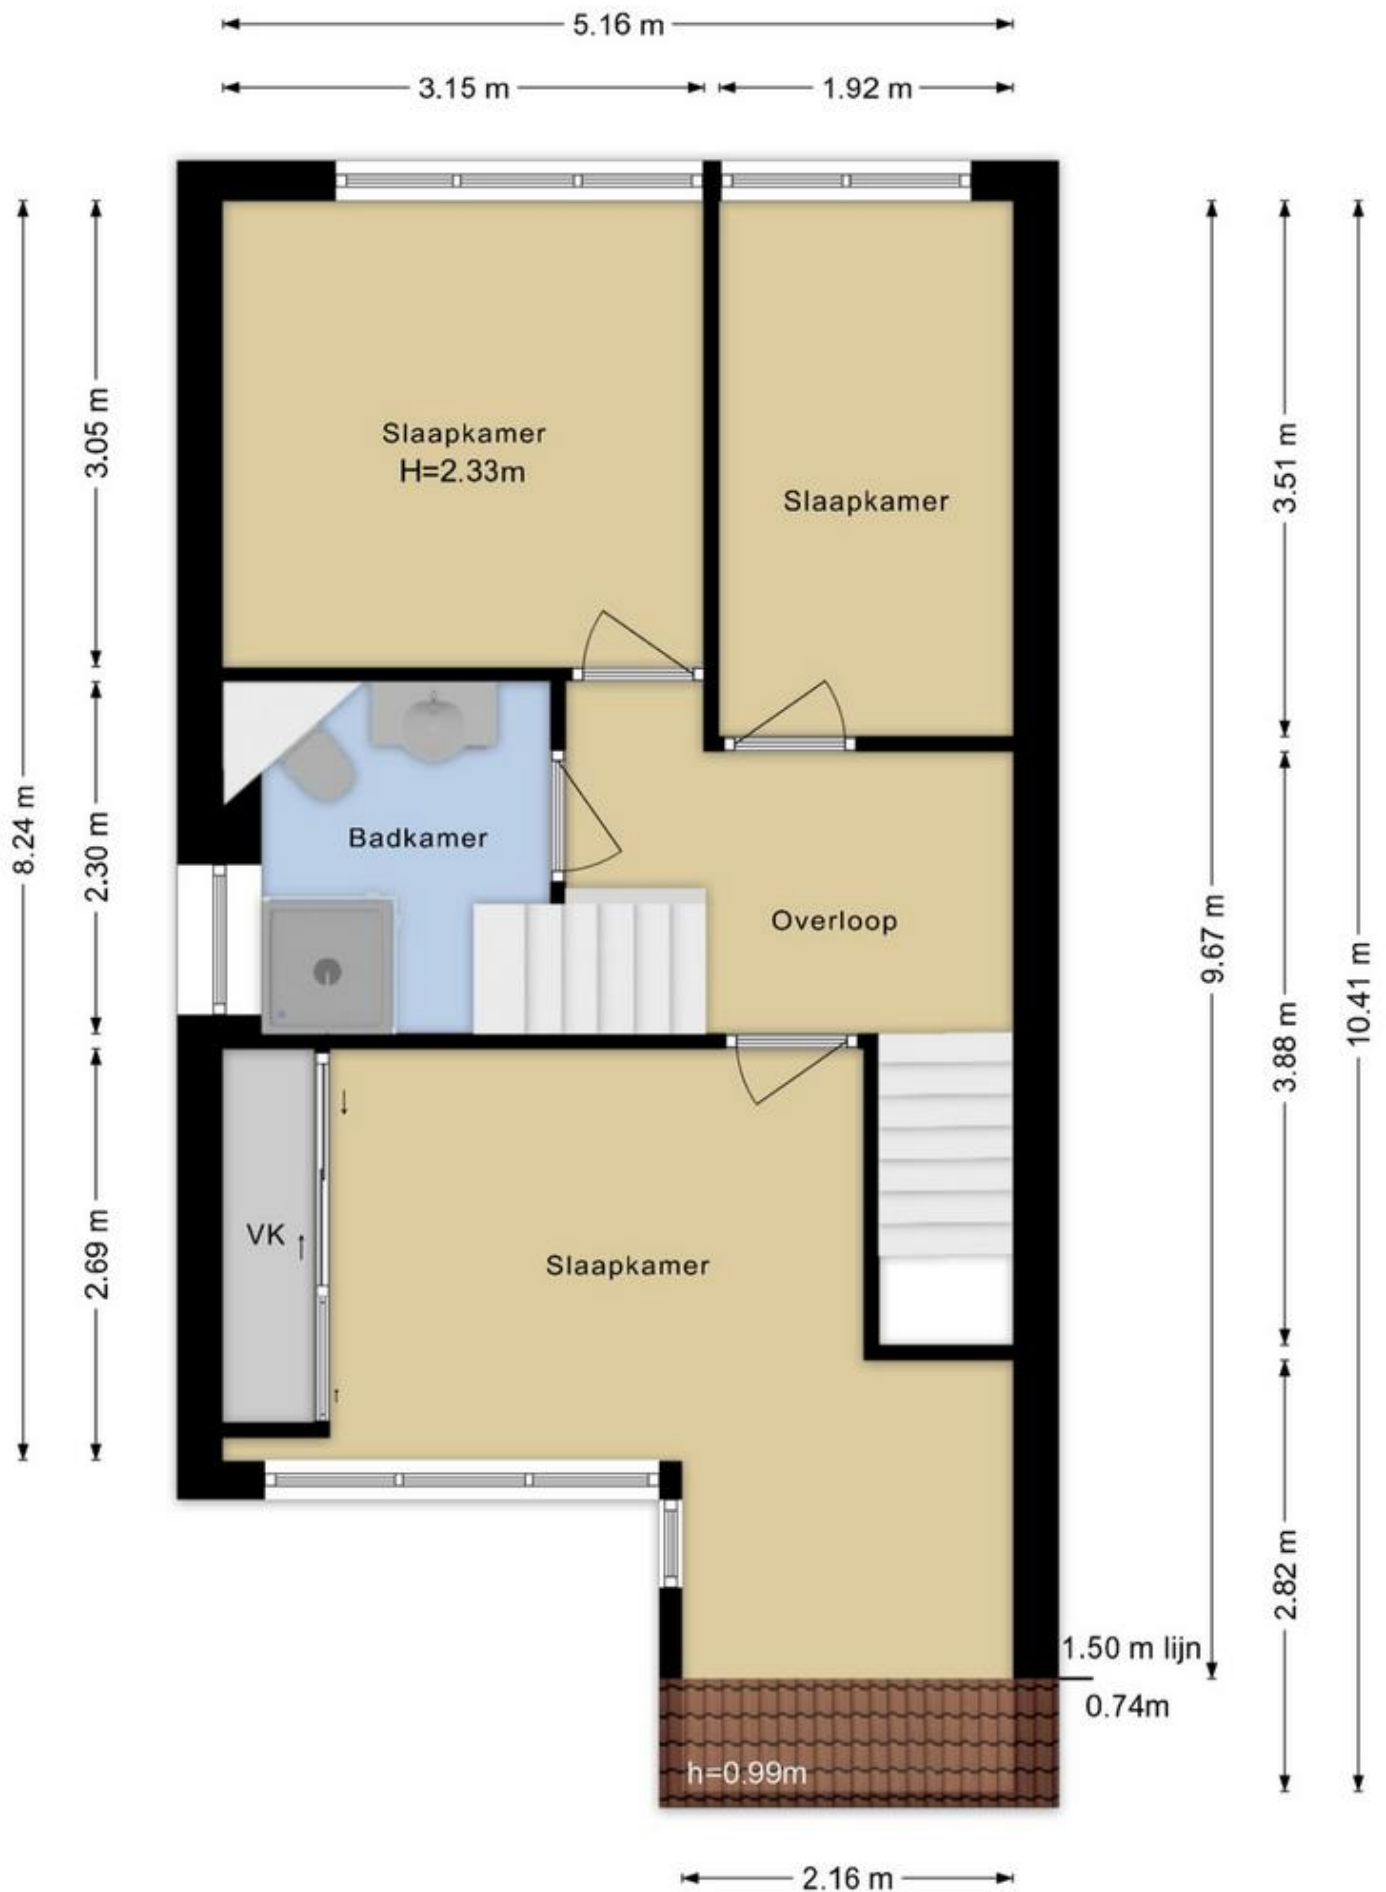 5.16 m
3.15 m
1.92 m
3.05 m
3.51 m
Slaapkamer
H=2.33m
Slaapkamer
8.24 m
2.30 m
Badkamer
Overloop
9.67 m
10.41 m
3.88 m
2.69 m
VK
↓
↑
↑
Slaapkamer
2.82 m
1.50 m lijn
0.74m
h=0.99m
2.16 m